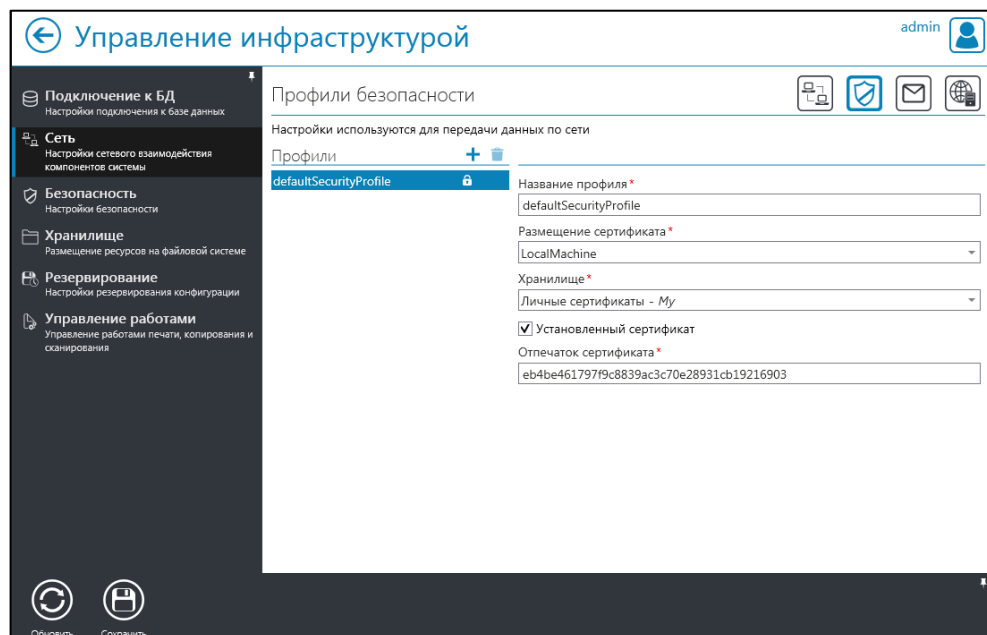 Управление инфраструктурой
admin
Подключение к БД
Настройки подключения к базе данных
Сеть
Настройки сетевого взаимодействия
компонентов системы
Безопасность
Настройки безопасности
Хранилище
Размещение ресурсов на файловой системе
Резервирование
Настройки резервирования конфигурации
Управление работами
Управление работами печати, копирования и
сканирования
Профили безопасности
Настройки используются для передачи данных по сети
Профили
defaultSecurityProfile
Название профиля*
defaultSecurityProfile
Размещение сертификата*
LocalMachine
Хранилище*
Личные сертификаты - My
Установленный сертификат
Отпечаток сертификата*
eb4be461797f9c8839ac3c70e28931cb19216903
Обновить
Сохранить